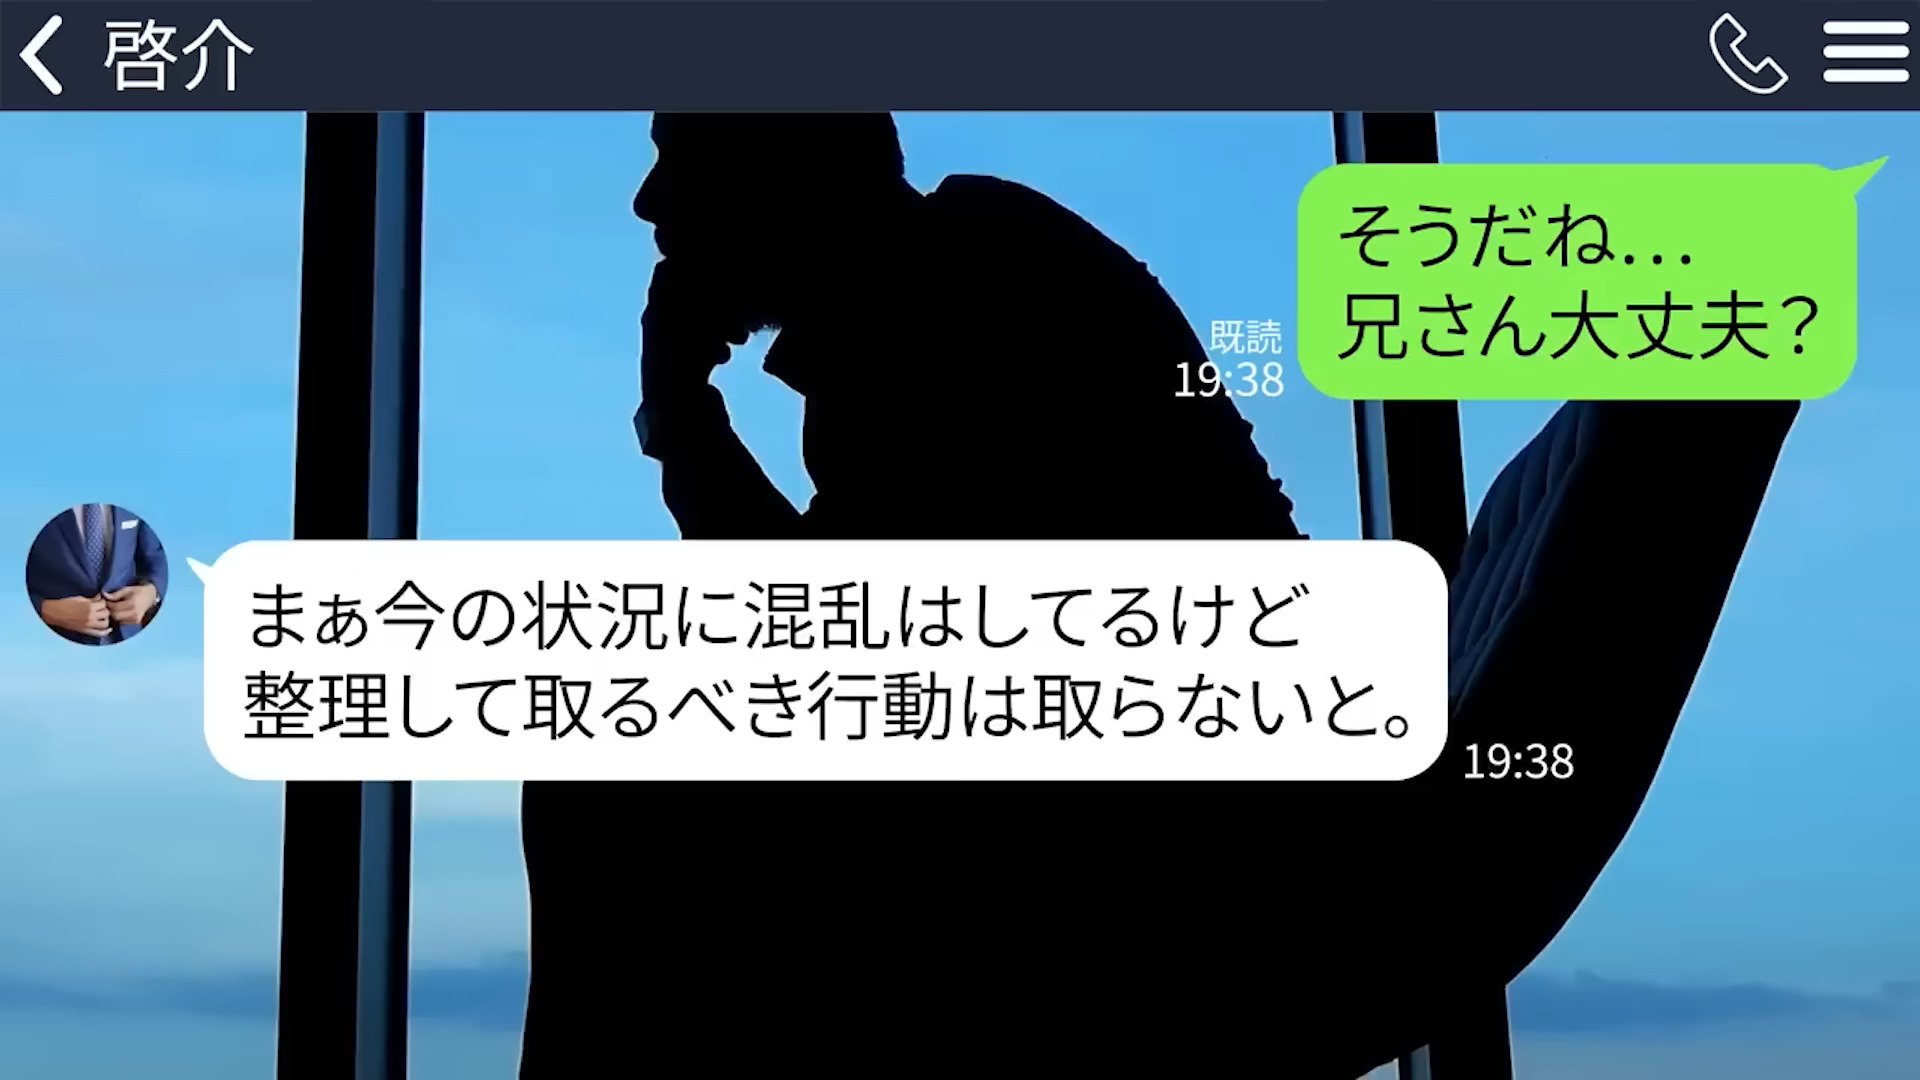 啓介
そうだね…
兄さん大丈夫？
既読
19:38
まぁ今の状況に混乱はしてるけど
整理して取るべき行動は取らないと。
19:38